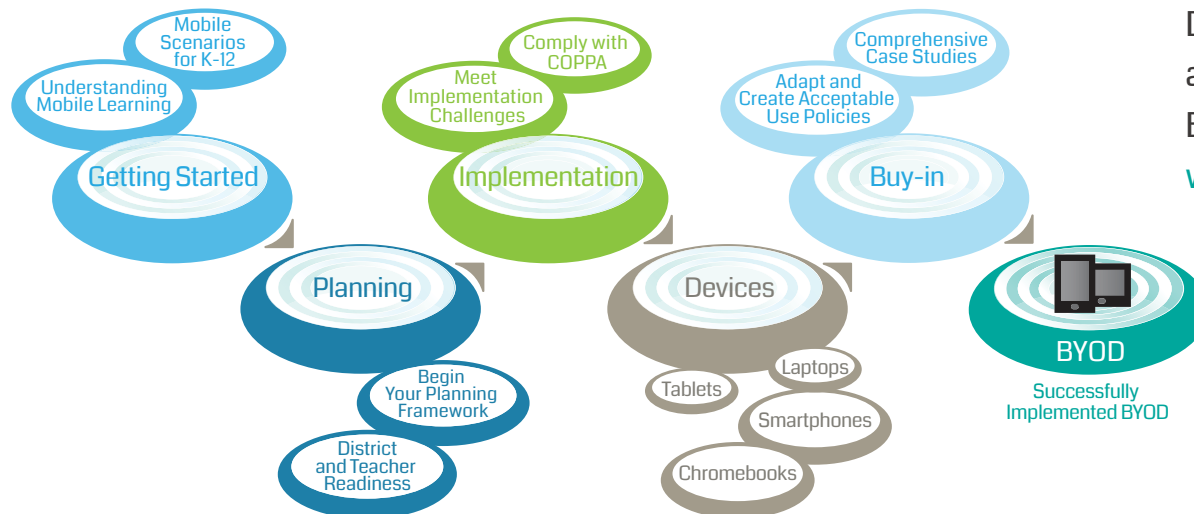 Mobile
Scenarios
for K-12
Understanding
Mobile Learning
Getting Started
Planning
Begin
Your Planning
Framework
District
and Teacher
Readiness
Comply with
COPPA
Meet
Implementation
Challenges
Implementation
Devices
Laptops
Tablets
Smartphones
Chromebooks
Comprehensive
Case Studies
Adapt and
Create Acceptable
Use Policies
Buy-in
BYOD
Successfully
Implemented BYOD